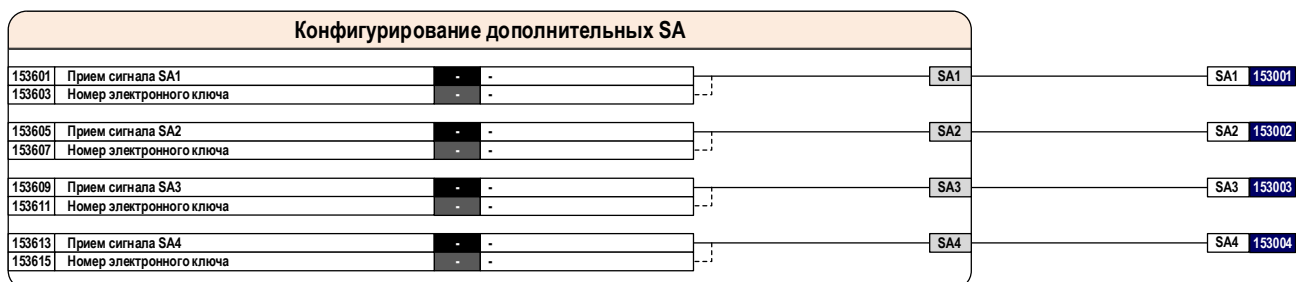 Конфигурирование дополнительных SA
153601 Прием сигнала SA1 - - SA1 SA1 153001
153603 Номер электронного ключа - -
153605 Прием сигнала SA2 - - SA2 SA2 153002
153607 Номер электронного ключа - -
153609 Прием сигнала SA3 - - SA3 SA3 153003
153611 Номер электронного ключа - -
153613 Прием сигнала SA4 - - SA4 SA4 153004
153615 Номер электронного ключа - -